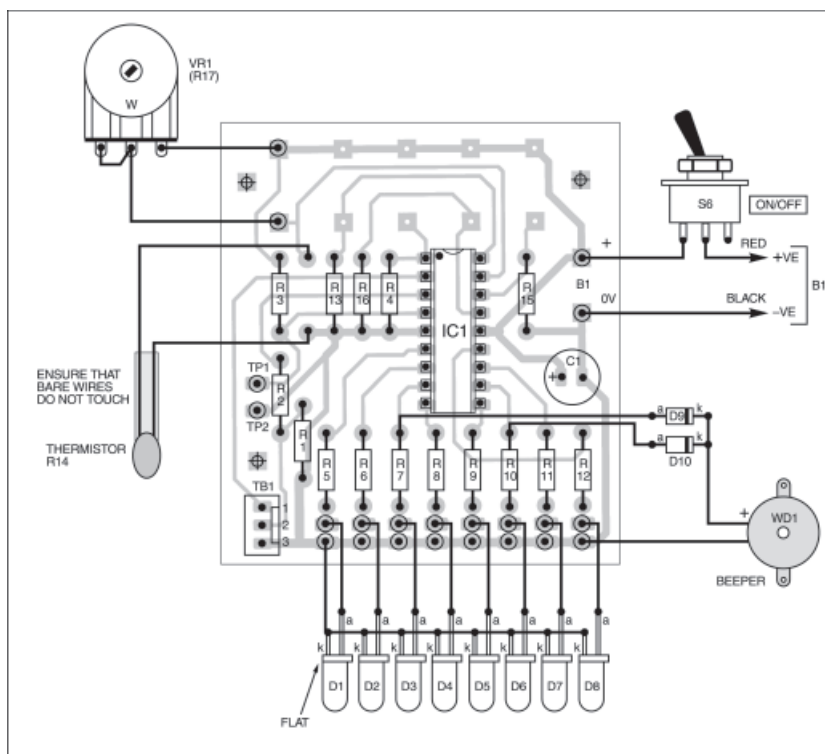 VR1
(R17)
W
S6
ON/OFF
RED
+VE
B1
BLACK
–VE
+
B1
0V
R
3
R
13
R
16
R
4
IC1
R
15
C1
+
ENSURE THAT
BARE WIRES
DO NOT TOUCH
THERMISTOR
R14
TP1
TP2
R
2
R
1
TB1
1
2
3
R
5
R
6
R
7
R
8
R
9
R
10
R
11
R
12
a
D9
k
a
D10
k
+
WD1
BEEPER
a
a
a
a
a
a
a
a
k
k
k
k
k
k
k
k
D1
D2
D3
D4
D5
D6
D7
D8
FLAT